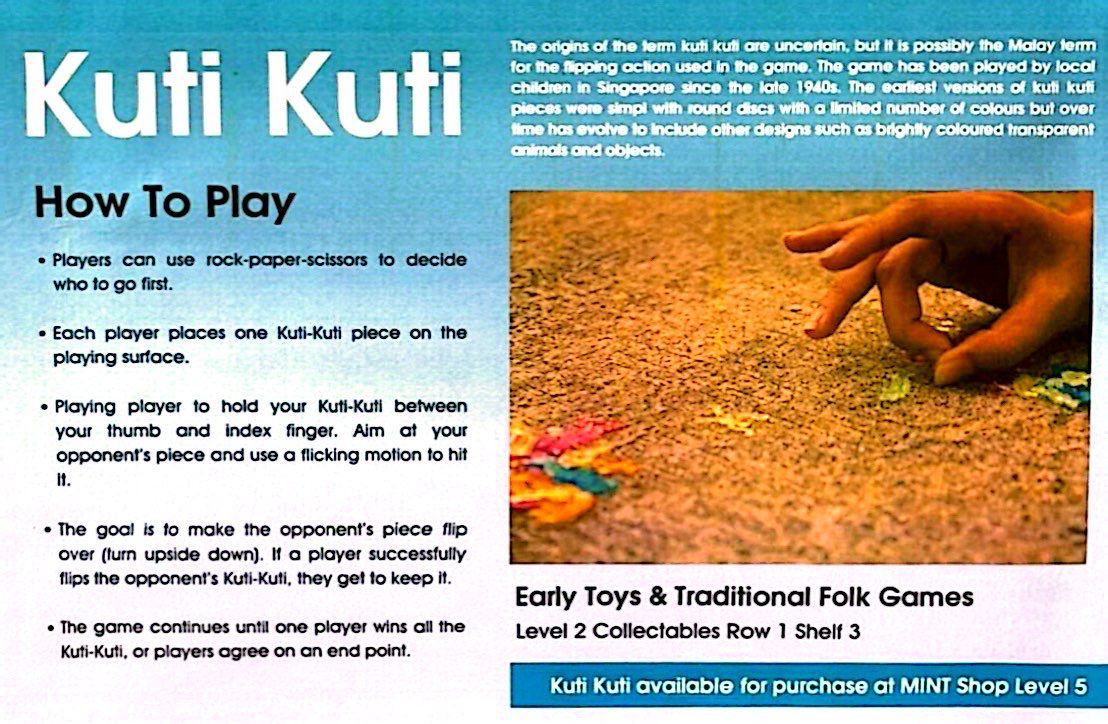 Kuti Kuti
How To Play
• Players can use rock-paper-scissors to decide
who to go first.
• Each player places one Kuti-Kuti piece on the
playing surface.
• Playing player to hold your Kuti-Kuti between
your thumb and index finger. Aim at your
opponent's piece and use a flicking motion to hit
it.
• The goal is to make the opponent's piece flip
over (turn upside down). If a player successfully
flips the opponent's Kuti-Kuti, they get to keep it.
• The game continues until one player wins all the
Kuti-Kuti, or players agree on an end point.
The origins of the term kuti kuti are uncertain, but it is possibly the Malay term
for the flipping action used in the game. The game has been played by local
children in Singapore since the late 1940s. The earliest versions of kuti kuti
pieces were simpl with round discs with a limited number of colours but over
time has evolve to include other designs such as brightly coloured transparent
animals and objects.
Early Toys & Traditional Folk Games
Level 2 Collectables Row 1 Shelf 3
Kuti Kuti available for purchase at MINT Shop Level 5